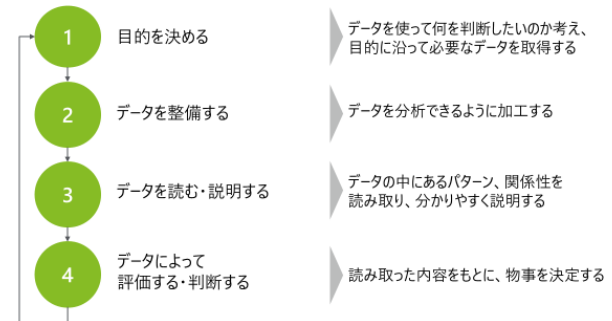 1
目的を決める
データを使って何を判断したいのか考え、
目的に沿って必要なデータを取得する
2
データを整備する
データを分析できるように加工する
3
データを読む・説明する
データの中にあるパターン、関係性を
読み取り、分かりやすく説明する
4
データによって
評価する・判断する
読み取った内容をもとに、物事を決定する